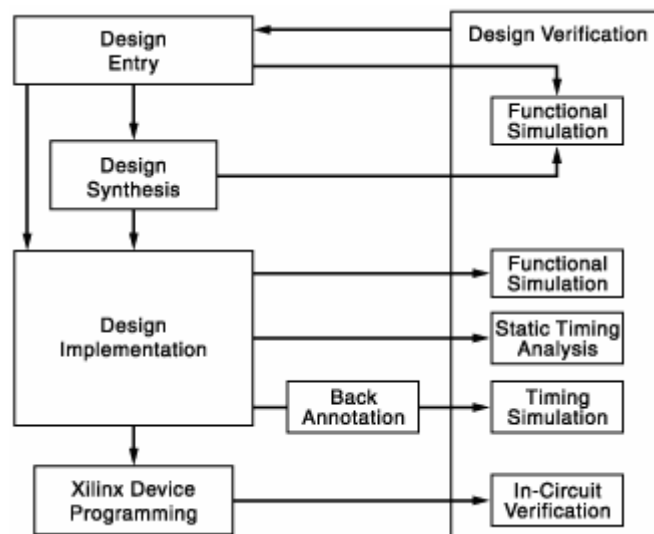 Design
Entry
Design Verification
Functional
Simulation
Design
Synthesis
Design
Implementation
Functional
Simulation
Static Timing
Analysis
Back
Annotation
Timing
Simulation
Xilinx Device
Programming
In-Circuit
Verification